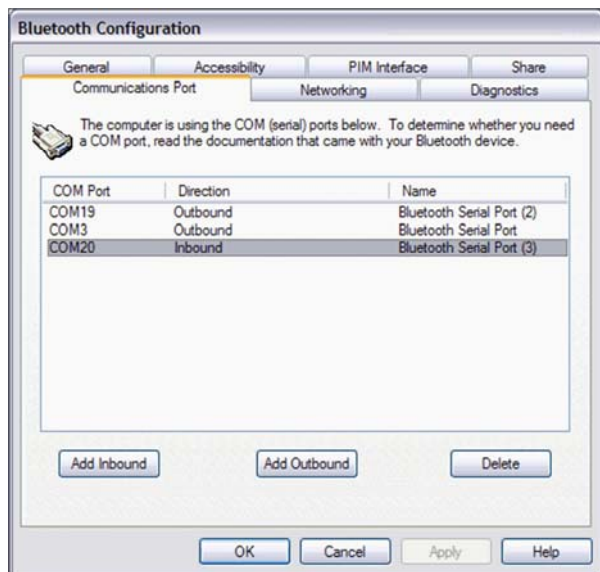 Bluetooth Configuration
General Accessibility PIM Interface Share
Communications Port Networking Diagnostics
The computer is using the COM (serial) ports below. To determine whether you need
a COM port, read the documentation that came with your Bluetooth device.
COM Port Direction Name
COM19 Outbound Bluetooth Serial Port (2)
COM3 Outbound Bluetooth Serial Port
COM20 Inbound Bluetooth Serial Port (3)
Add Inbound Add Outbound Delete
OK Cancel Apply Help